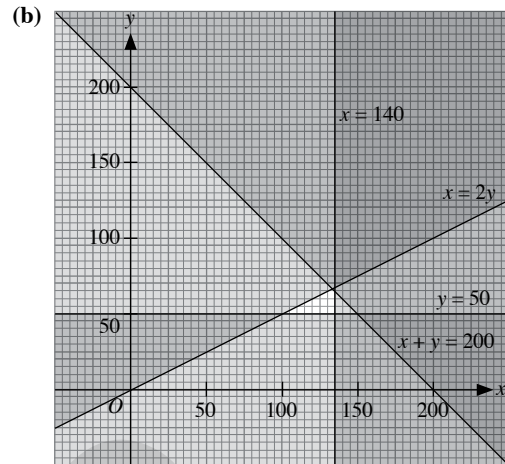 (b)
y
200
x = 140
150
x = 2y
100
y = 50
50
x + y = 200
O
50
100
150
200
x